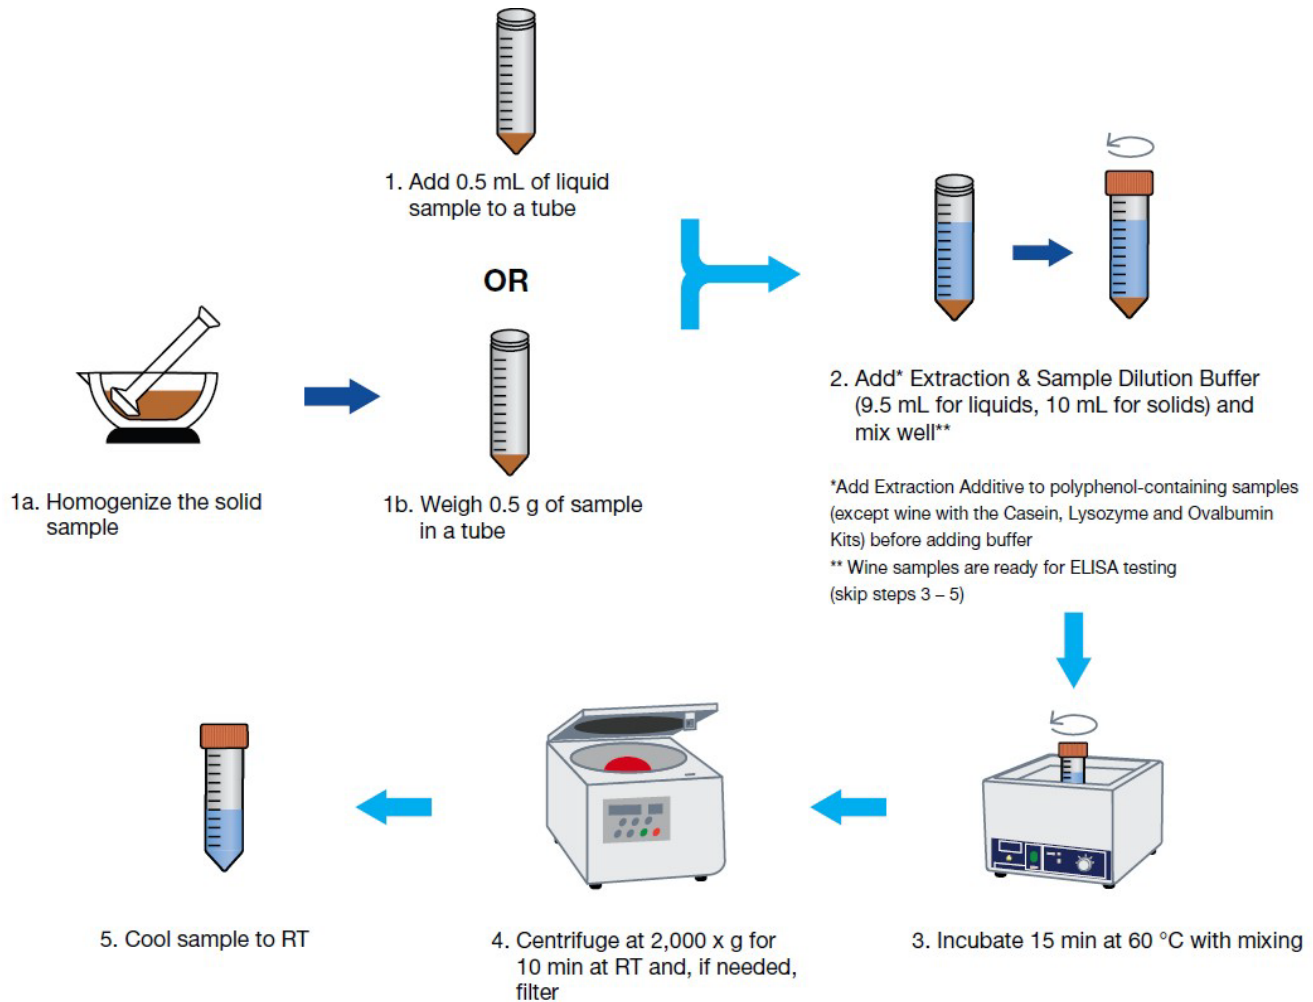 1. Add 0.5 mL of liquid
sample to a tube
OR
1a. Homogenize the solid
sample
1b. Weigh 0.5 g of sample
in a tube
2. Add* Extraction & Sample Dilution Buffer
(9.5 mL for liquids, 10 mL for solids) and
mix well**
*Add Extraction Additive to polyphenol-containing samples
(except wine with the Casein, Lysozyme and Ovalbumin
Kits) before adding buffer
** Wine samples are ready for ELISA testing
(skip steps 3 – 5)
3. Incubate 15 min at 60 °C with mixing
4. Centrifuge at 2,000 x g for
10 min at RT and, if needed,
filter
5. Cool sample to RT